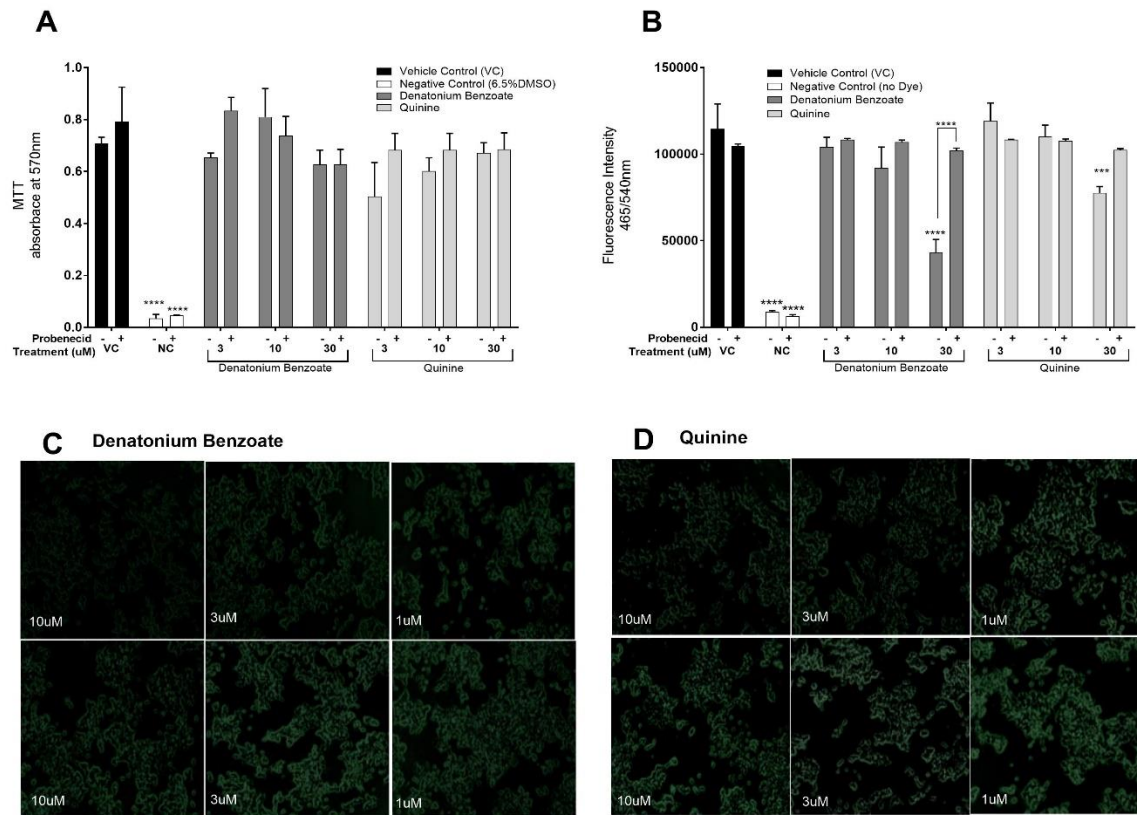 A
MTT
absorbace at 570nm
1.0
0.8
0.6
0.4
0.2
0.0
Vehicle Control (VC)
Negative Control (6.5%DMSO)
Denatonium Benzoate
Quinine
**** ****
Probenecid - + - + - + - + - + - + - + - +
Treatment (uM) VC NC 3 10 30 3 10 30
Denatonium Benzoate Quinine
B
Fluorescence Intensity
465/540nm
150000
100000
50000
0
Vehicle Control (VC)
Negative Control (no Dye)
Denatonium Benzoate
Quinine
****
***
****
**** ****
Probenecid - + - + - + - + - + - + - + - +
Treatment (uM) VC NC 3 10 30 3 10 30
Denatonium Benzoate Quinine
C Denatonium Benzoate
10uM 3uM 1uM
10uM 3uM 1uM
D Quinine
10uM 3uM 1uM
10uM 3uM 1uM